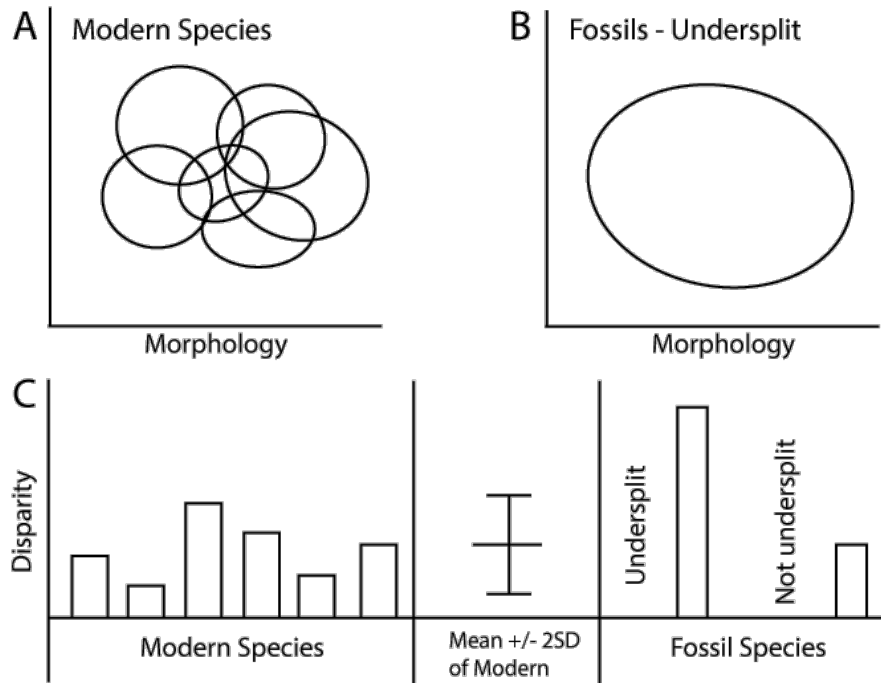 A
Modern Species
Morphology
B
Fossils - Undersplit
Morphology
C
Disparity
Modern Species
Mean +/- 2SD
of Modern
Undersplit
Not undersplit
Fossil Species